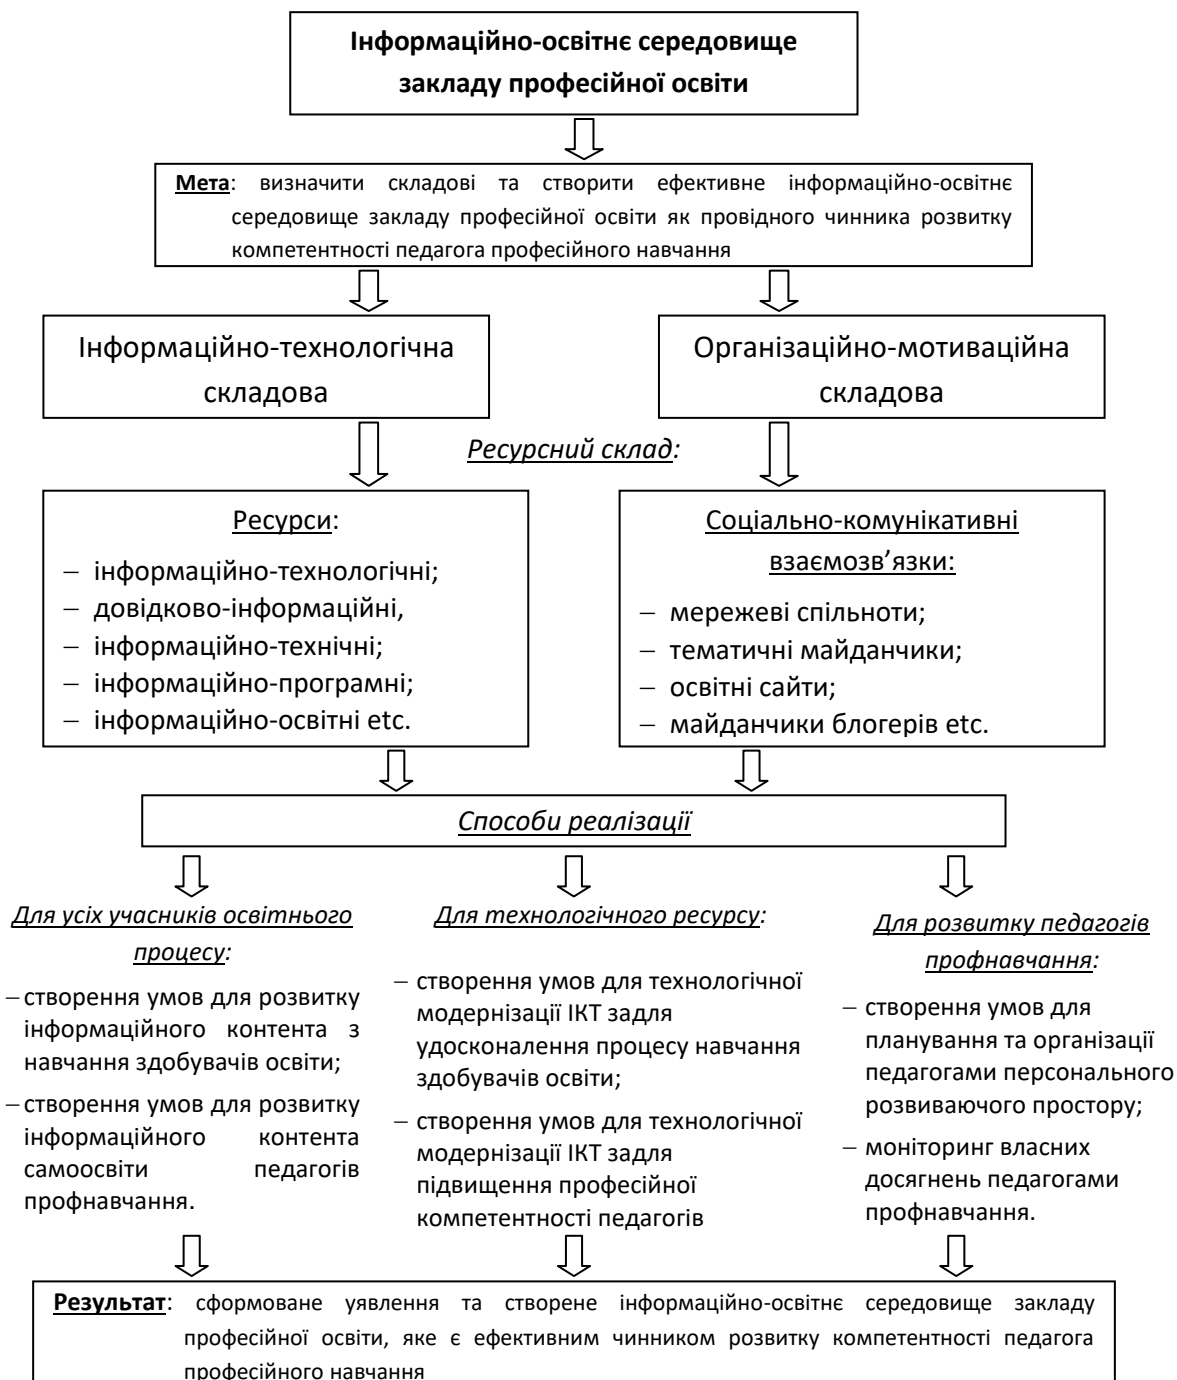 Інформаційно-освітнє середовище
закладу професійної освіти
Мета: визначити складові та створити ефективне інформаційно-освітнє
середовище закладу професійної освіти як провідного чинника розвитку
компетентності педагога професійного навчання
Інформаційно-технологічна
складова
Організаційно-мотиваційна
складова
Ресурсний склад:
Ресурси:
– інформаційно-технологічні;
– довідково-інформаційні,
– інформаційно-технічні;
– інформаційно-програмні;
– інформаційно-освітні etc.
Соціально-комунікативні
взаємозв’язки:
– мережеві спільноти;
– тематичні майданчики;
– освітні сайти;
– майданчики блогерів etc.
Способи реалізації
Для усіх учасників освітнього
процесу:
– створення умов для розвитку
інформаційного контента з
навчання здобувачів освіти;
– створення умов для розвитку
інформаційного контента
самоосвіти педагогів
профнавчання.
Для технологічного ресурсу:
– створення умов для технологічної
модернізації ІКТ задля
удосконалення процесу навчання
здобувачів освіти;
– створення умов для технологічної
модернізації ІКТ задля
підвищення професійної
компетентності педагогів
Для розвитку педагогів
профнавчання:
– створення умов для
планування та організації
педагогами персонального
розвиваючого простору;
– моніторинг власних
досягнень педагогами
профнавчання.
Результат: сформоване уявлення та створене інформаційно-освітнє середовище закладу
професійної освіти, яке є ефективним чинником розвитку компетентності педагога
професійного навчання